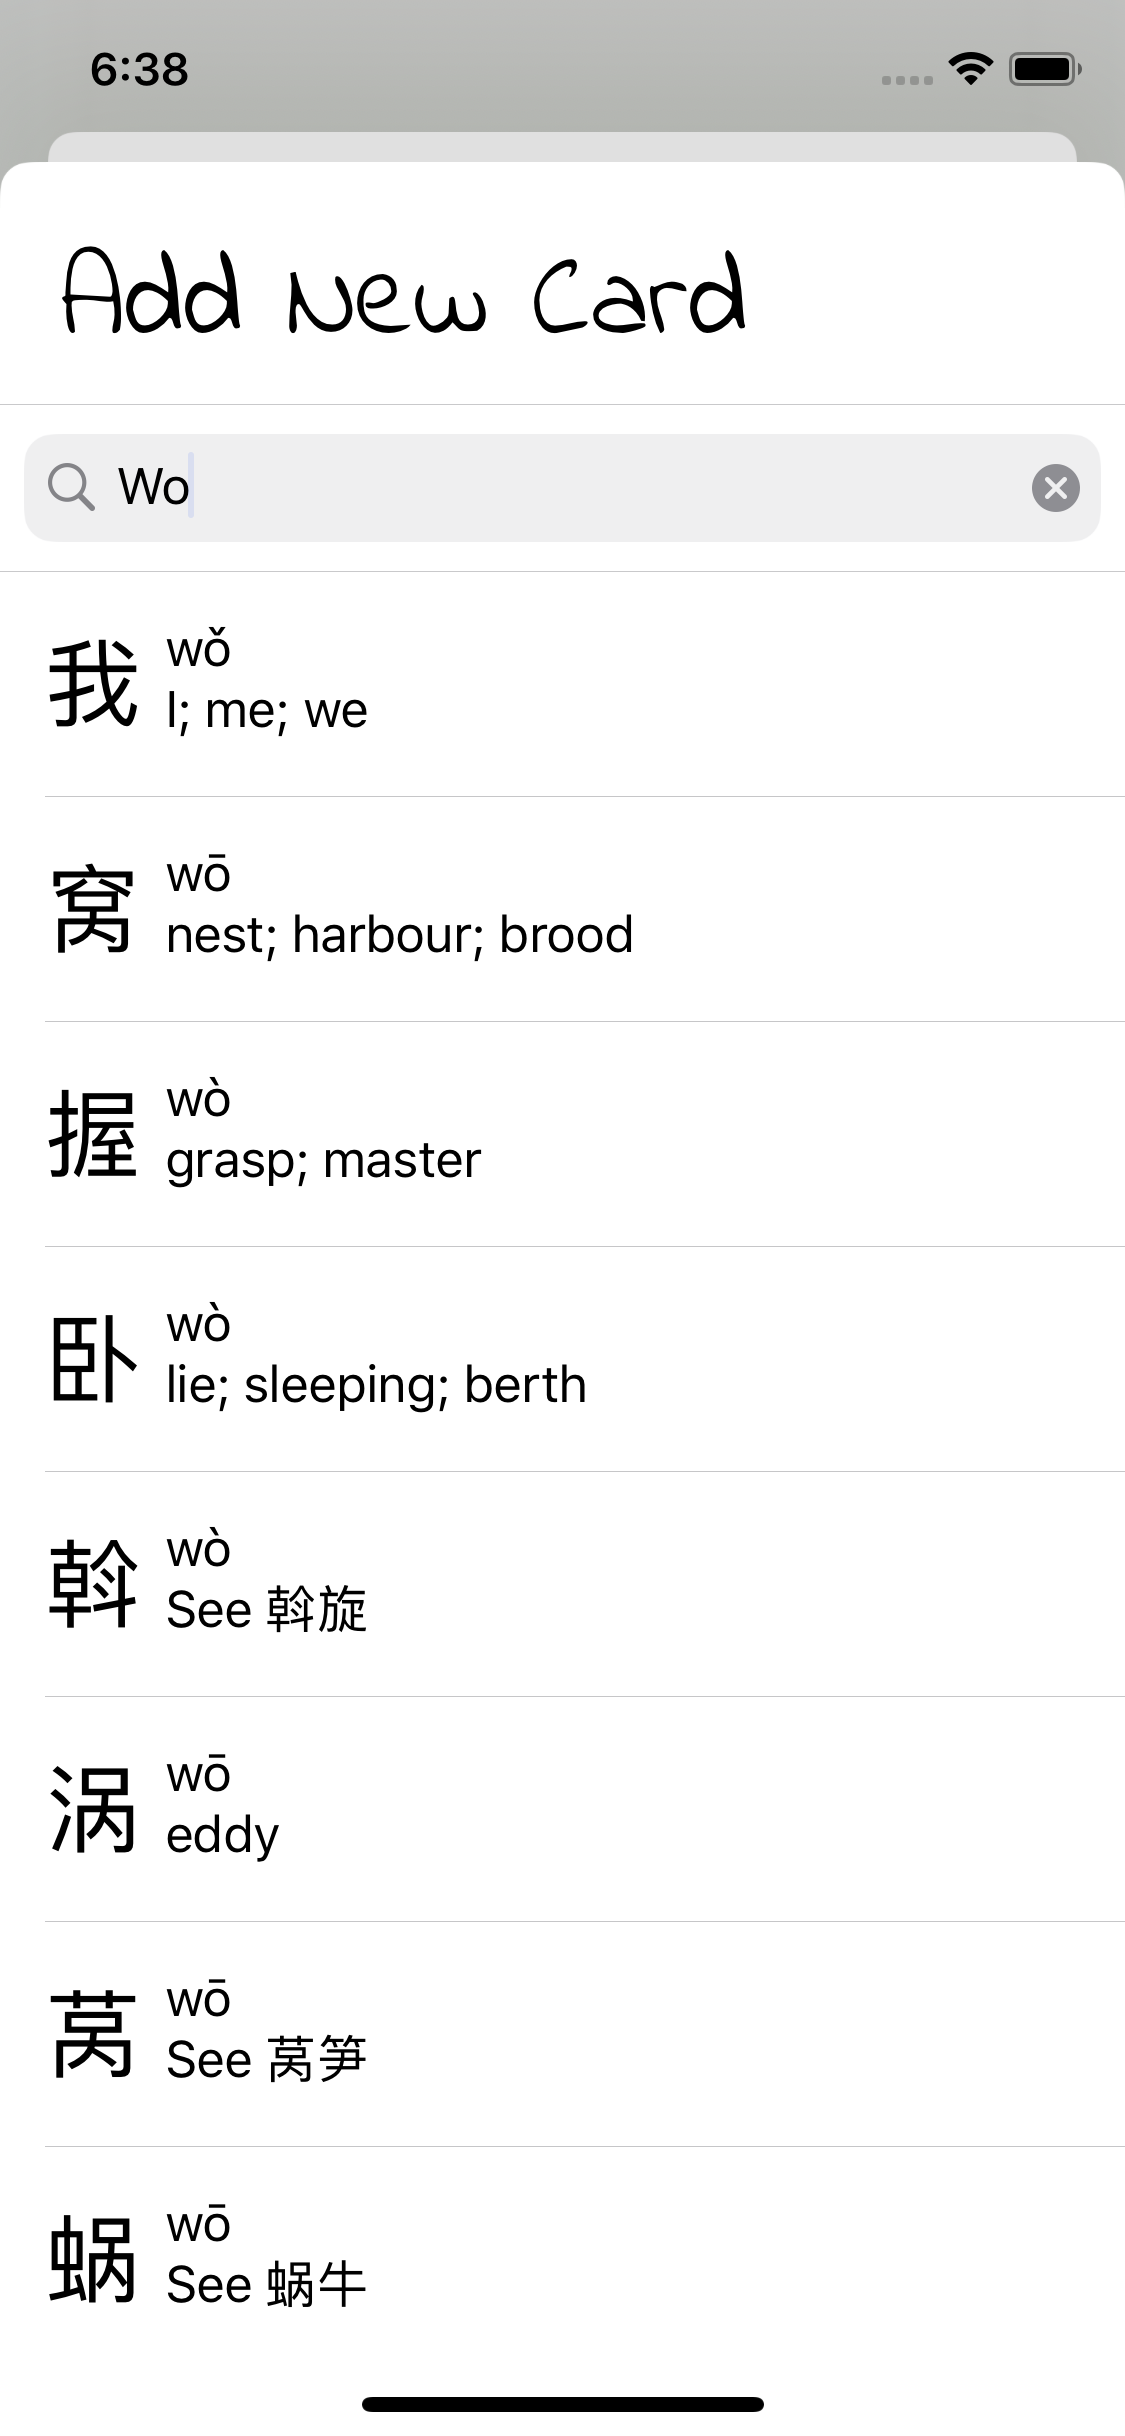 6:38
Add New Card
Wo
我
wǒ
I; me; we
窝
wō
nest; harbour; brood
握
wò
grasp; master
卧
wò
lie; sleeping; berth
斡
wò
See 斡旋
涡
wō
eddy
莴
wō
See 莴笋
蜗
wō
See 蜗牛